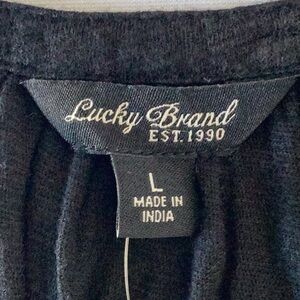 Lucky Brand
EST. 1990
L
MADE IN
INDIA